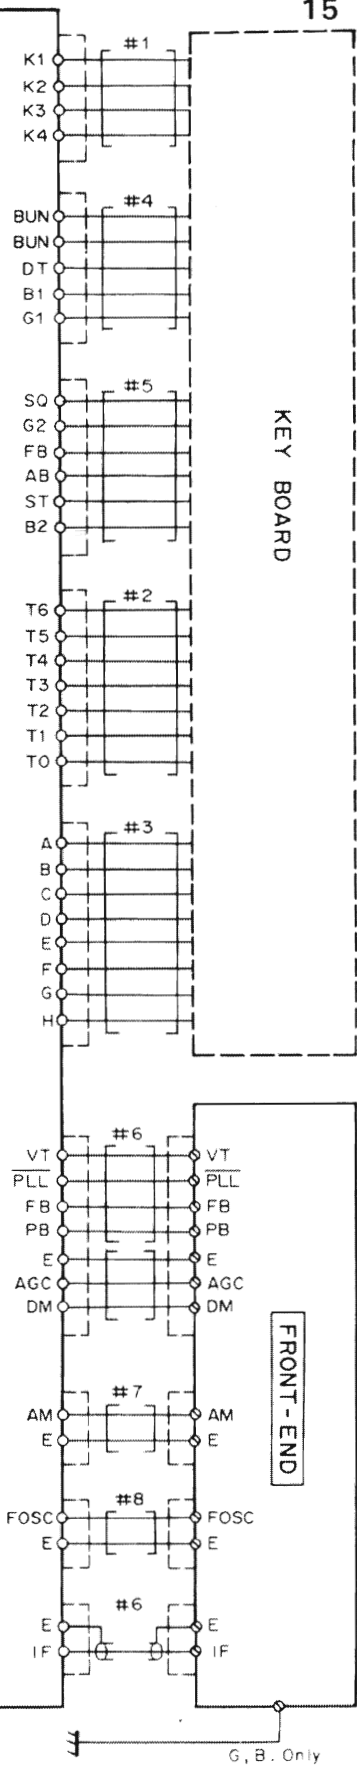 15
#1
K1
K2
K3
K4
#4
BUN
BUN
DT
B1
G1
#5
SQ
G2
FB
AB
ST
B2
KEY BOARD
#2
T6
T5
T4
T3
T2
T1
TO
#3
A
B
C
D
E
F
G
H
#6
VT VT
PLL PLL
FB FB
PB PB
E E
AGC AGC
DM DM
FRONT-END
#7
AM AM
E E
#8
FOSC FOSC
E E
#6
E E
IF IF
G, B. Only